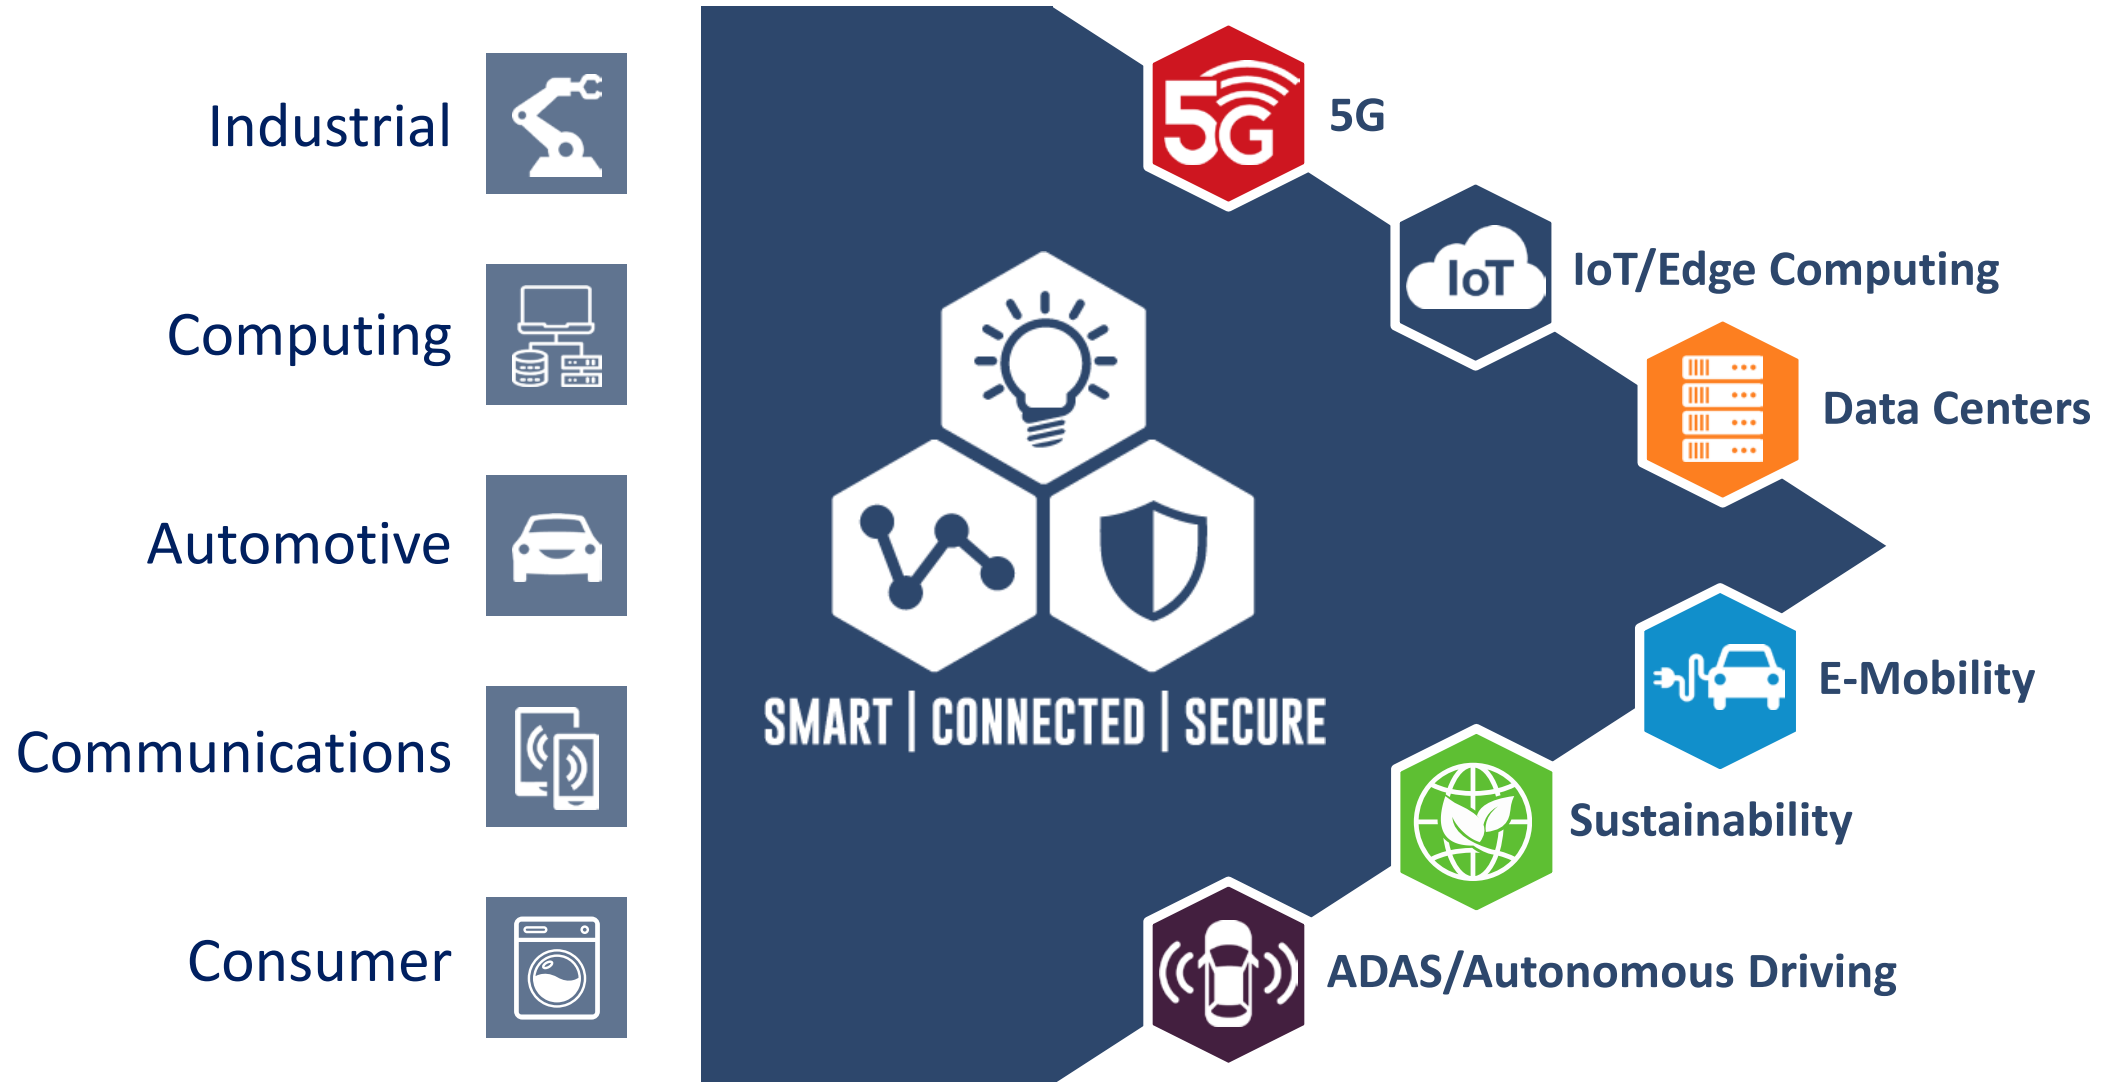 Industrial
Computing
Automotive
Communications
Consumer
SMART | CONNECTED | SECURE
5G
5G
IoT
IoT/Edge Computing
Data Centers
E-Mobility
Sustainability
ADAS/Autonomous Driving